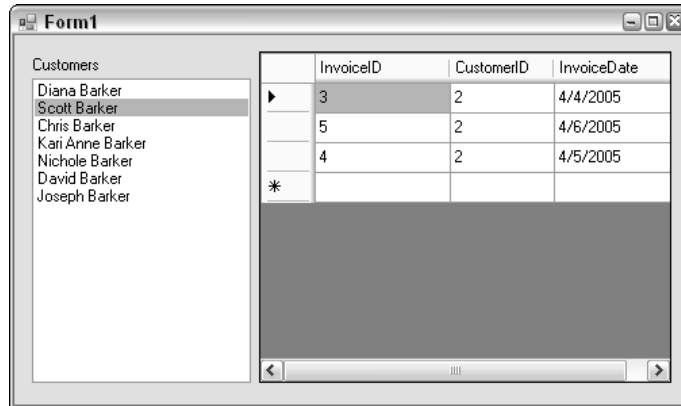 Form1
Customers
Diana Barker
Scott Barker
Chris Barker
Kari Anne Barker
Nichole Barker
David Barker
Joseph Barker
InvoiceID CustomerID InvoiceDate
3 2 4/4/2005
5 2 4/6/2005
4 2 4/5/2005